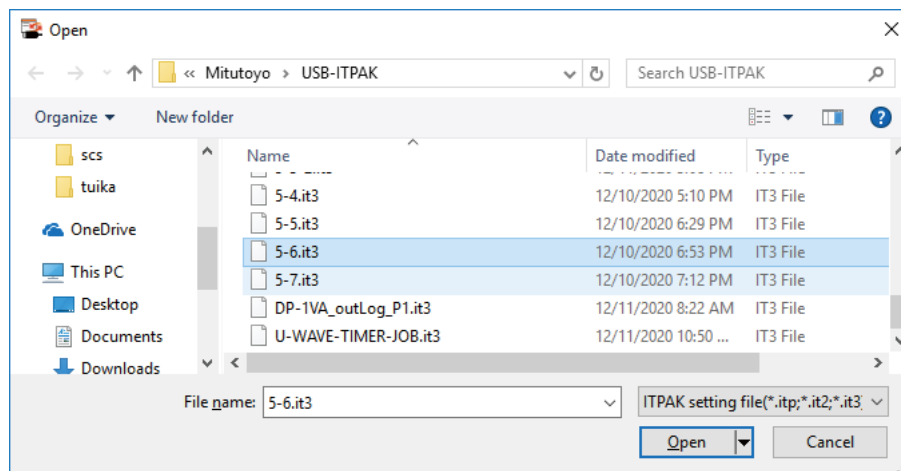 Open
« Mitutoyo > USB-ITPAK
Search USB-ITPAK
Organize
New folder
scs
tuika
OneDrive
This PC
Desktop
Documents
Downloads
Name Date modified Type
5-4.it3 12/10/2020 5:10 PM IT3 File
5-5.it3 12/10/2020 6:29 PM IT3 File
5-6.it3 12/10/2020 6:53 PM IT3 File
5-7.it3 12/10/2020 7:12 PM IT3 File
DP-1VA_outLog_P1.it3 12/11/2020 8:22 AM IT3 File
U-WAVE-TIMER-JOB.it3 12/11/2020 10:50 ... IT3 File
File name: 5-6.it3
ITPAK setting file(*.itp;*.it2;*.it3)
Open
Cancel